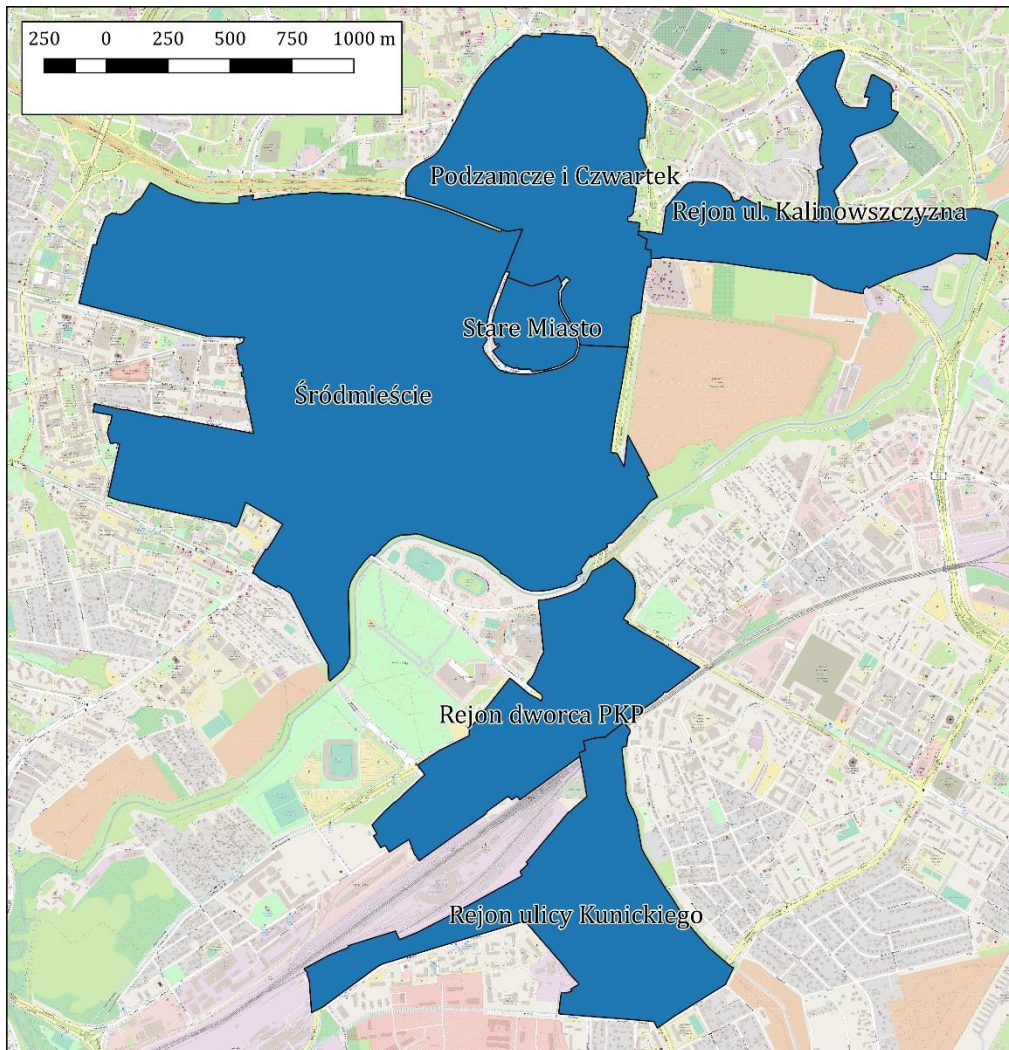 250 0 250 500 750 1000 m
Podzamcze i Czwartek
Rejon ul. Kalinowszczyzna
Stare Miasto
Śródmieście
Rejon dworca PKP
Rejon ulicy Kunickiego